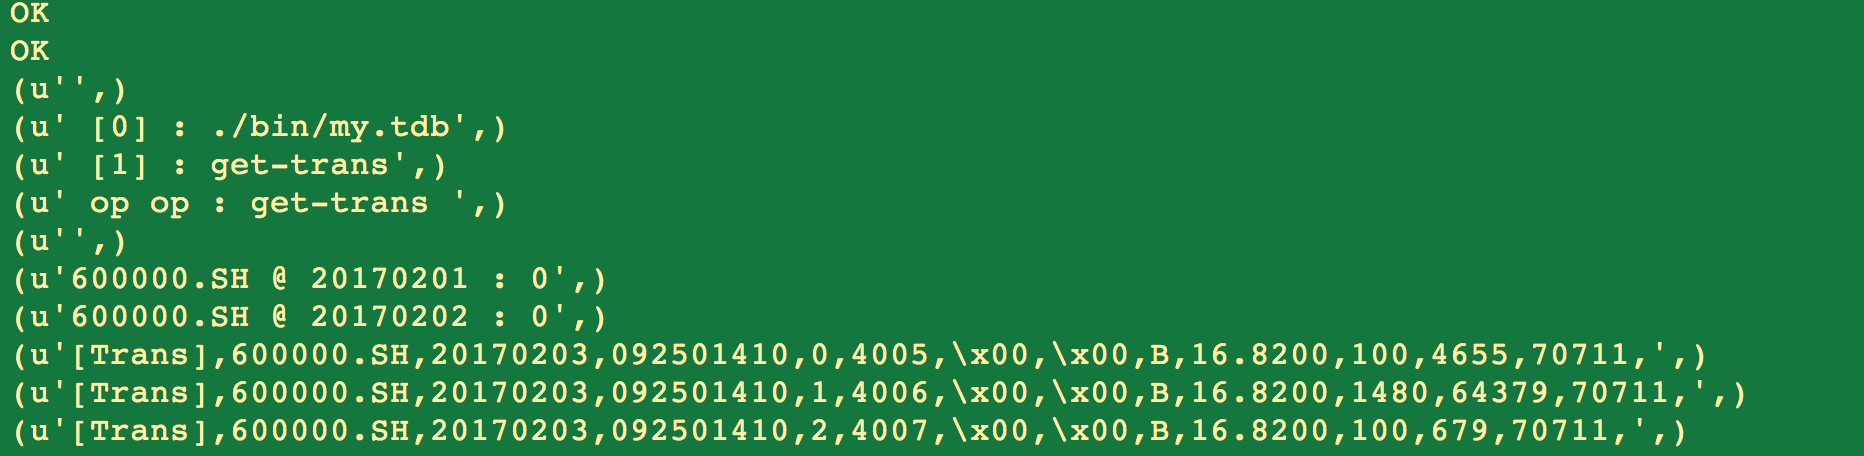 OK
OK
(u'',)
(u' [0] : ./bin/my.tdb',)
(u' [1] : get-trans',)
(u' op op : get-trans ',)
(u'',)
(u'600000.SH @ 20170201 : 0',)
(u'600000.SH @ 20170202 : 0',)
(u'[Trans],600000.SH,20170203,092501410,0,4005,\x00,\x00,B,16.8200,100,4655,70711,',)
(u'[Trans],600000.SH,20170203,092501410,1,4006,\x00,\x00,B,16.8200,1480,64379,70711,',)
(u'[Trans],600000.SH,20170203,092501410,2,4007,\x00,\x00,B,16.8200,100,679,70711,',)